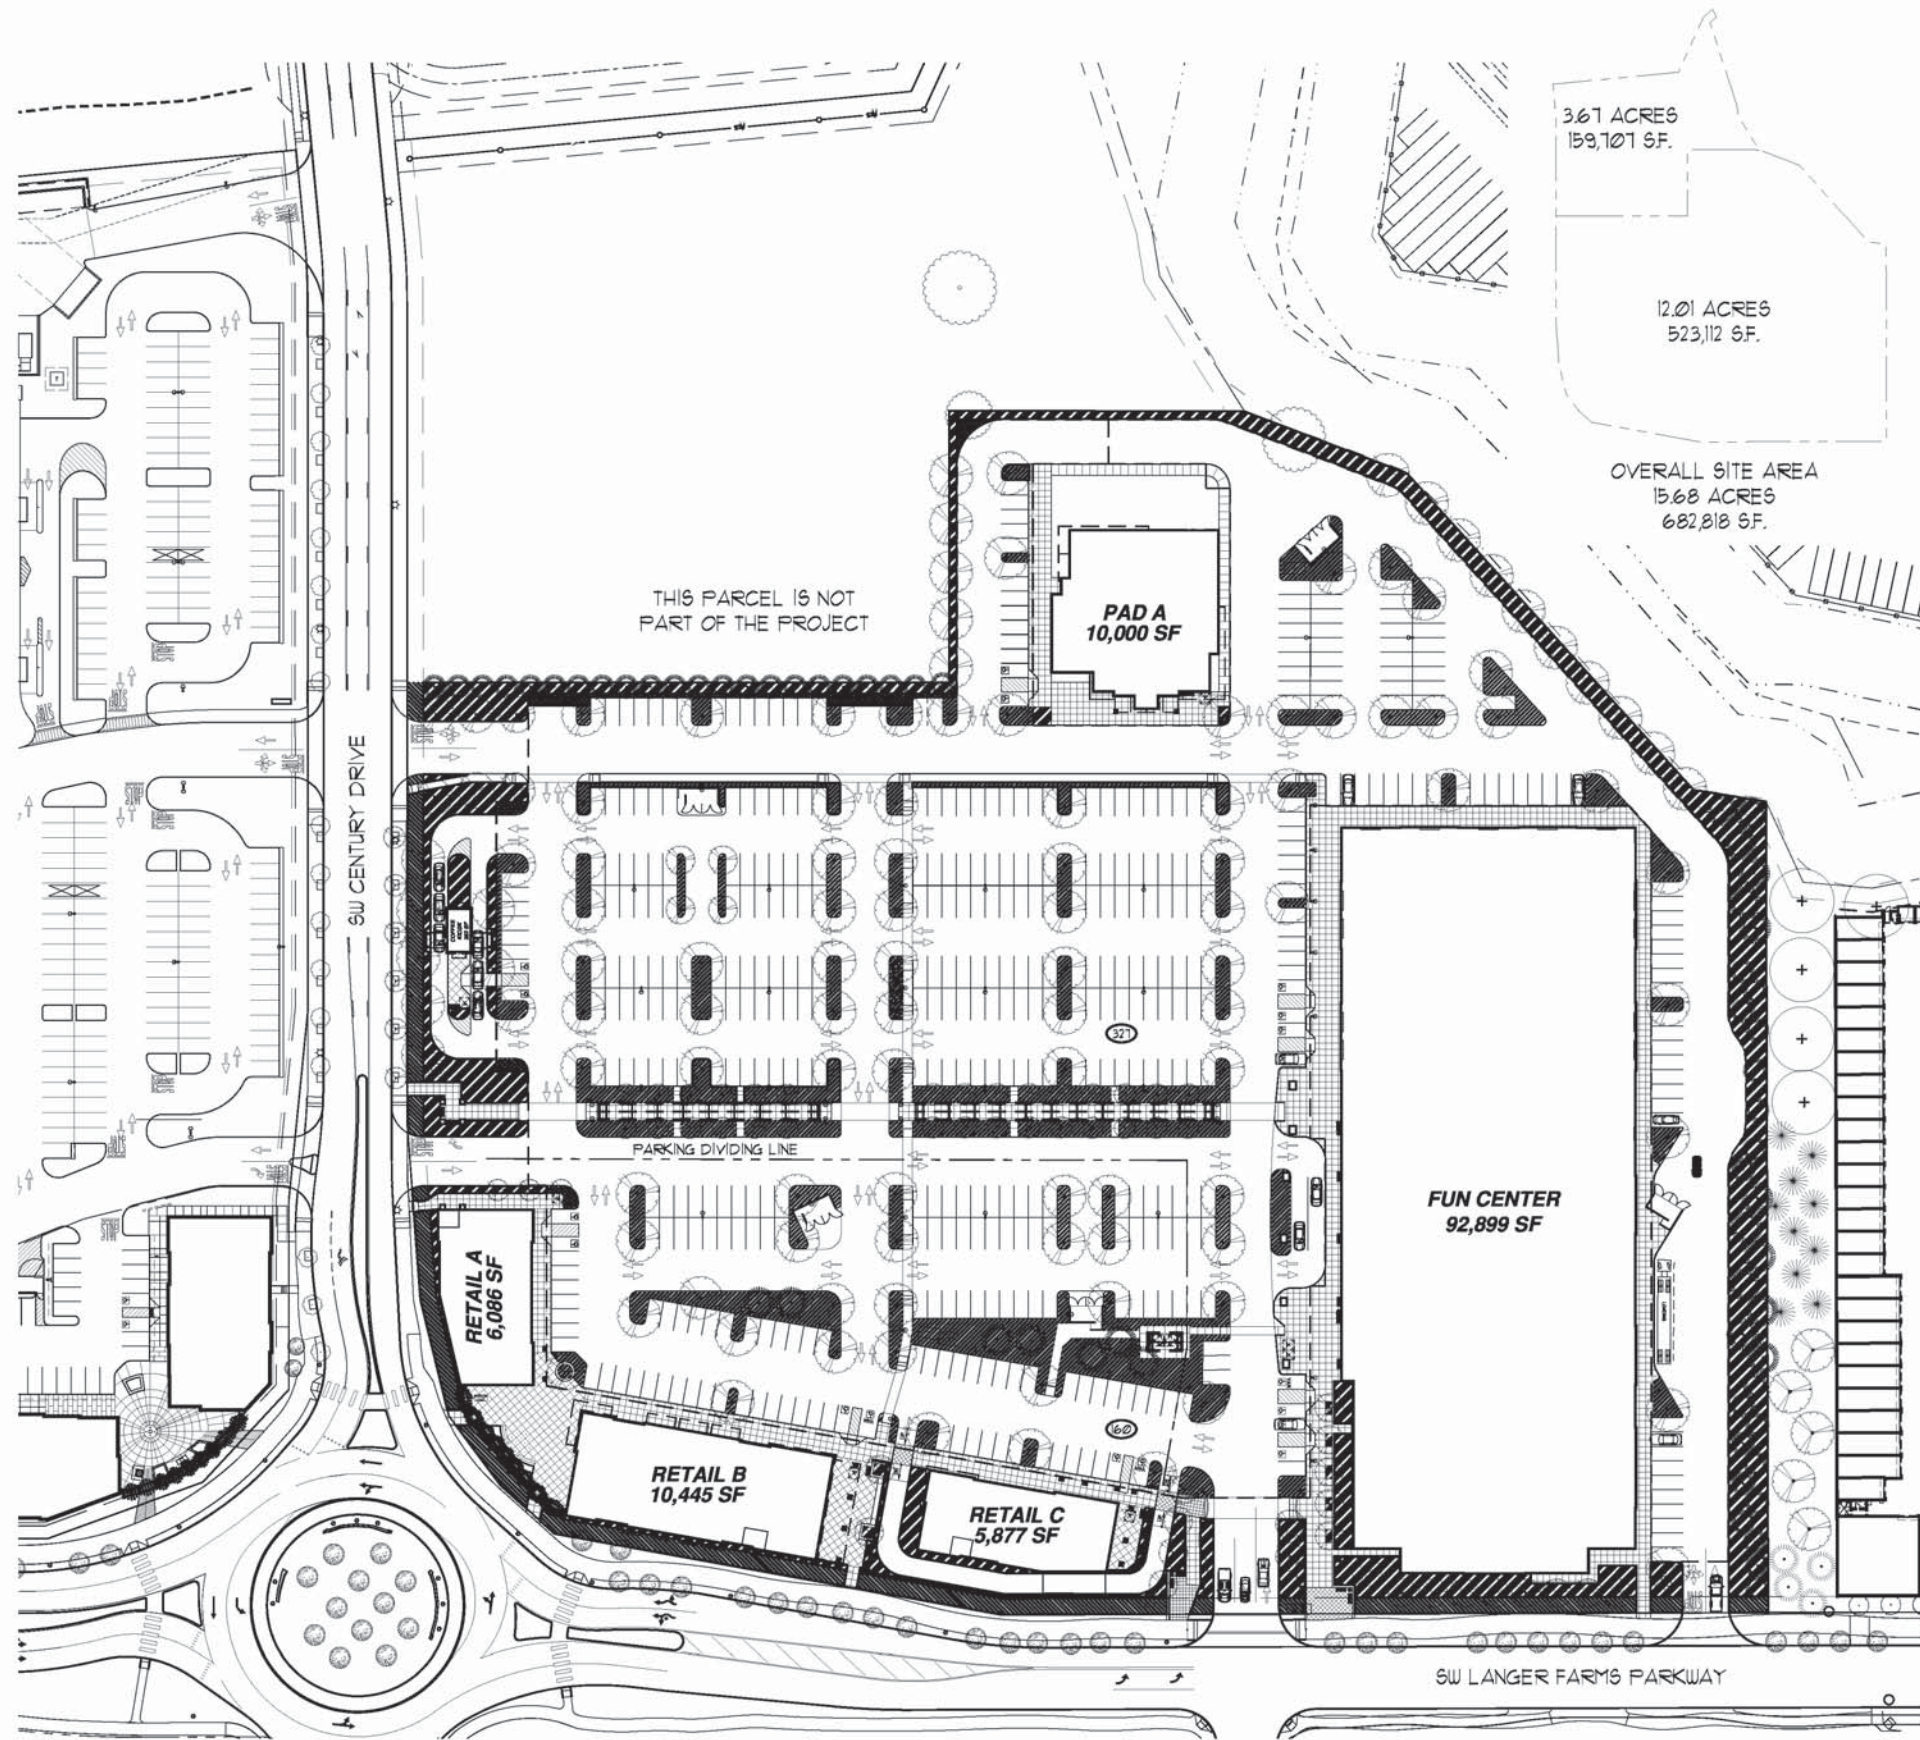 3.67 ACRES
159,707 S.F.
12.01 ACRES
523,112 S.F.
OVERALL SITE AREA
15.68 ACRES
682,818 S.F.
THIS PARCEL IS NOT
PART OF THE PROJECT
PAD A
10,000 SF
SW CENTURY DRIVE
327
PARKING DIVIDING LINE
FUN CENTER
92,899 SF
RETAIL A
6,086 SF
160
RETAIL B
10,445 SF
RETAIL C
5,877 SF
SW LANGER FARMS PARKWAY